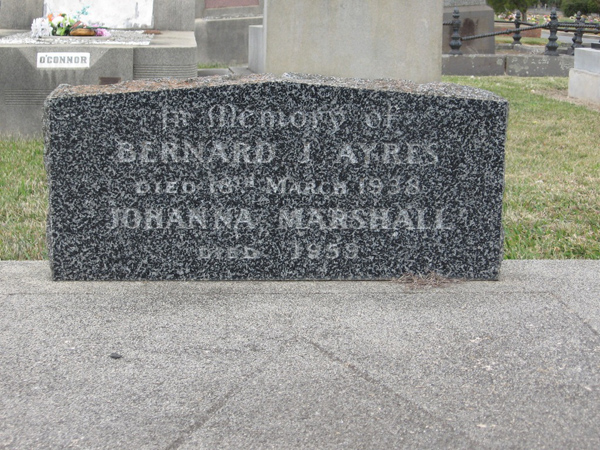 O'CONNOR
In Memory of
BERNARD J. AYRES
DIED 18TH MARCH 1938
JOHANNA MARSHALL
DIED 1959